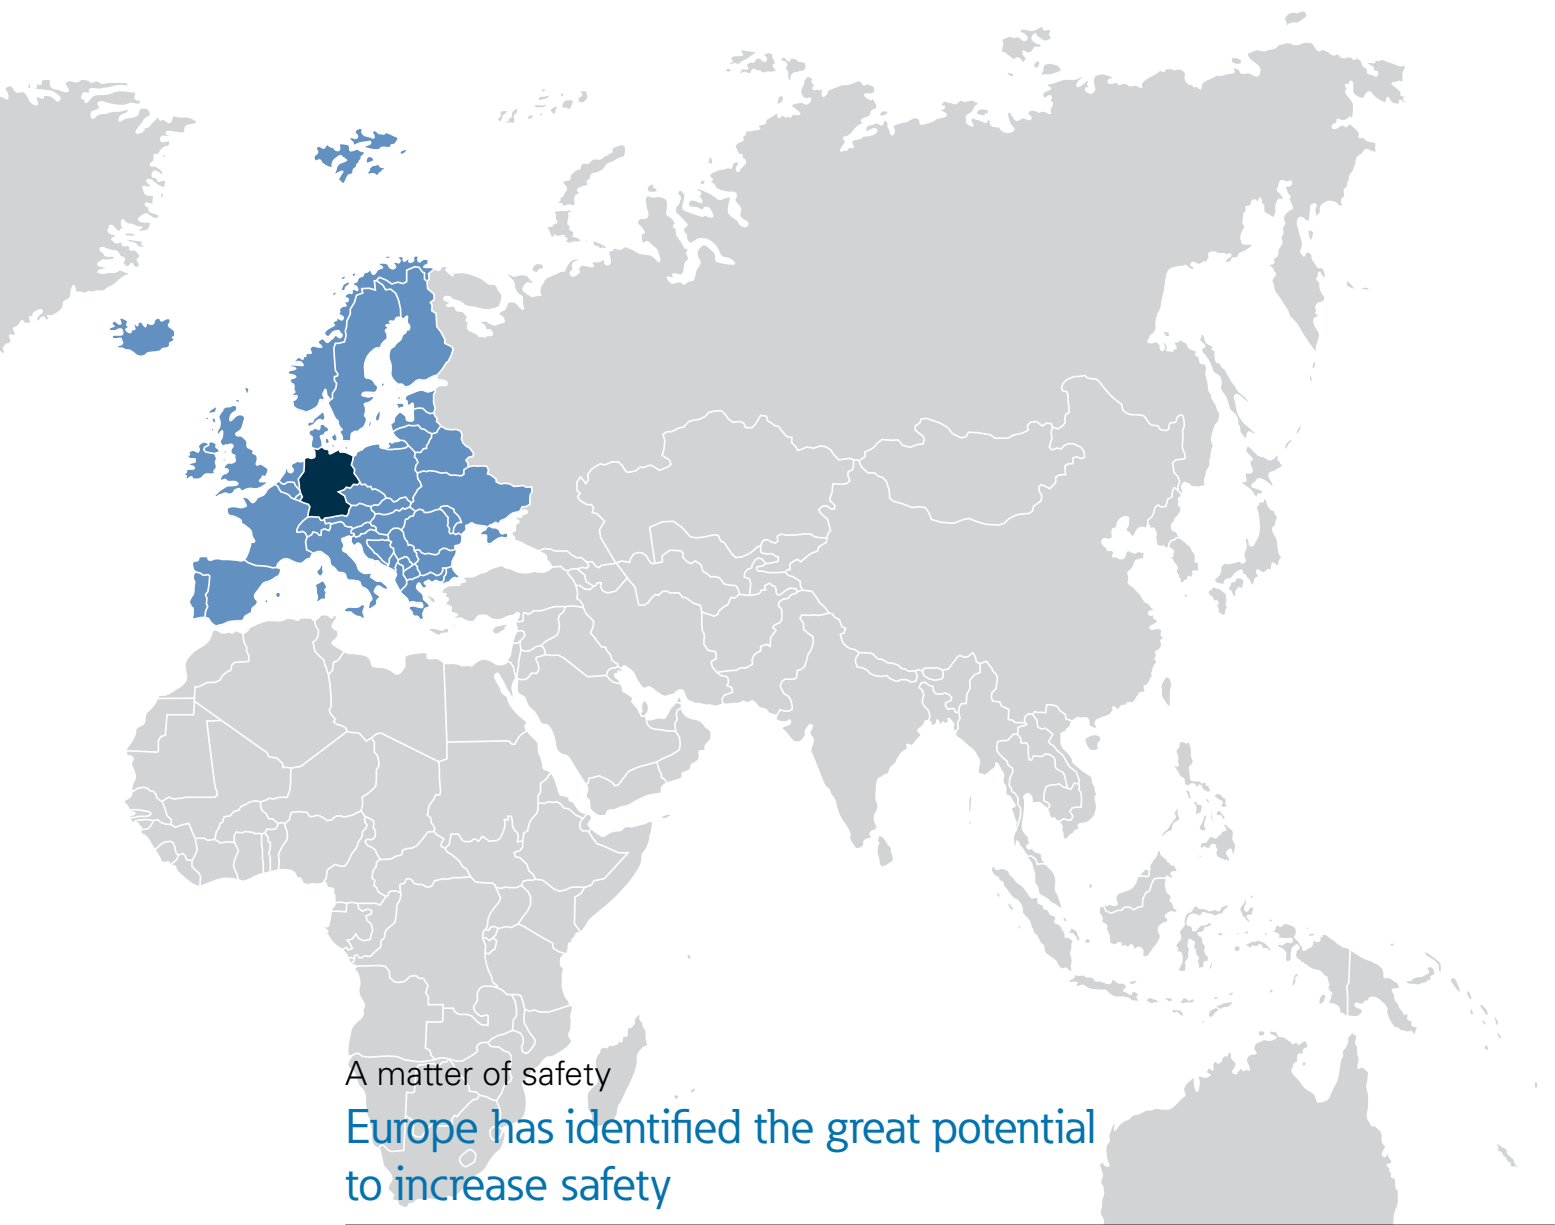 A matter of safety
Europe has identified the great potential
to increase safety